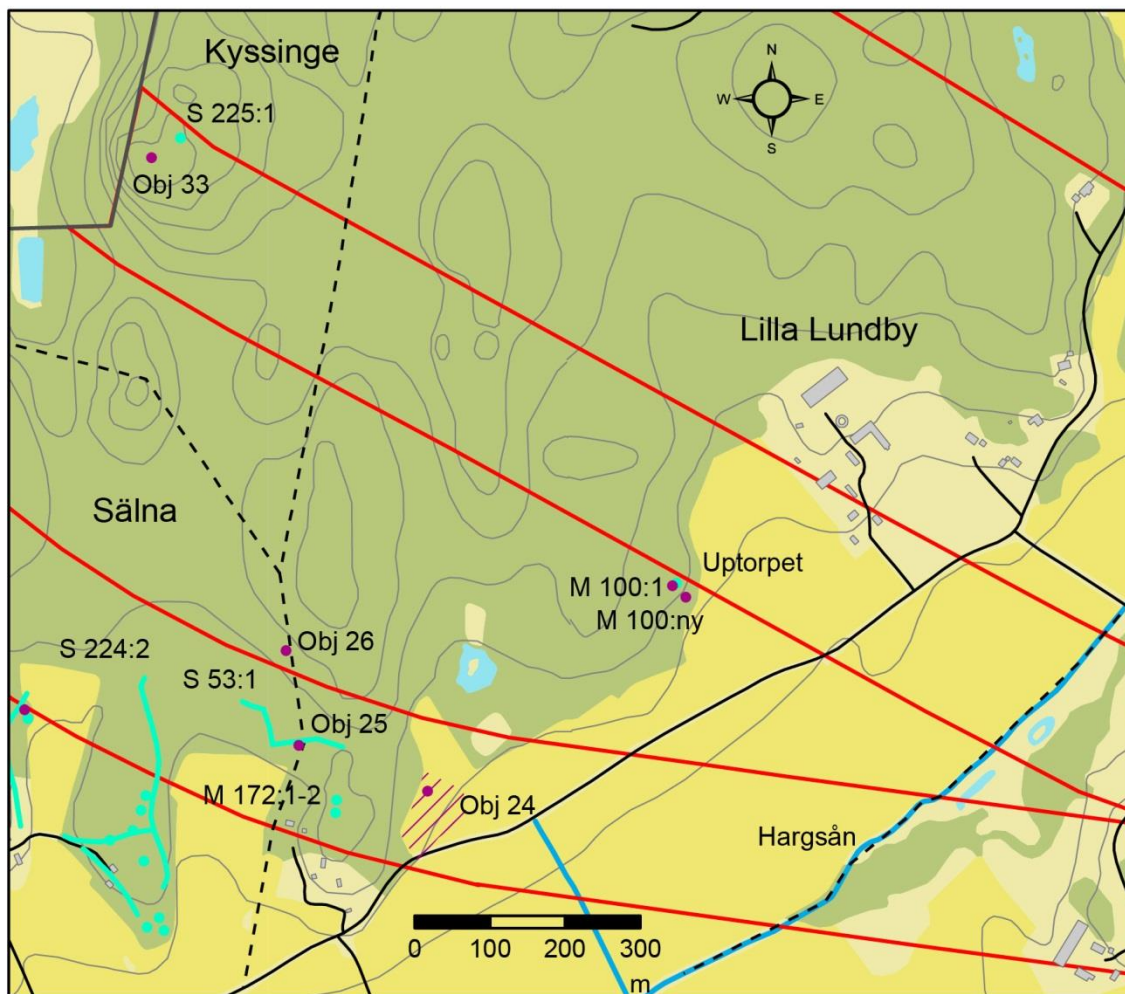 Kyssinge
N
W E
S
S 225:1
Obj 33
Lilla Lundby
Sälna
Uptorpet
M 100:1
M 100:ny
Obj 26
S 224:2
S 53:1
Obj 25
M 172:1-2
Obj 24
Hargsån
0 100 200 300
m